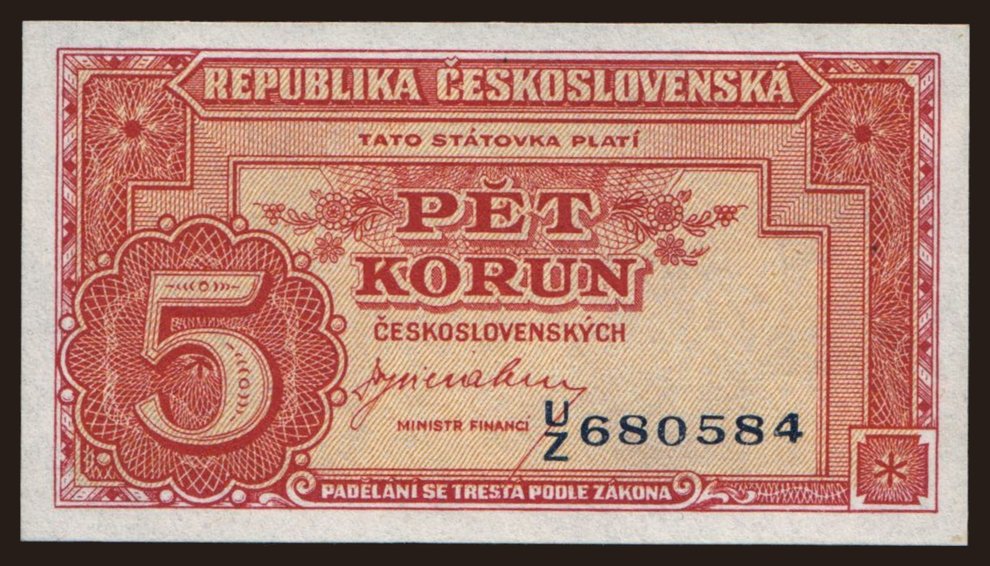 REPUBLIKA ČESKOSLOVENSKÁ
TATO STÁTOVKA PLATÍ
PĚT
KORUN
ČESKOSLOVENSKÝCH
5
MINISTR FINANCÍ
U/Z 680584
PADĚLÁNÍ SE TRESTÁ PODLE ZÁKONA